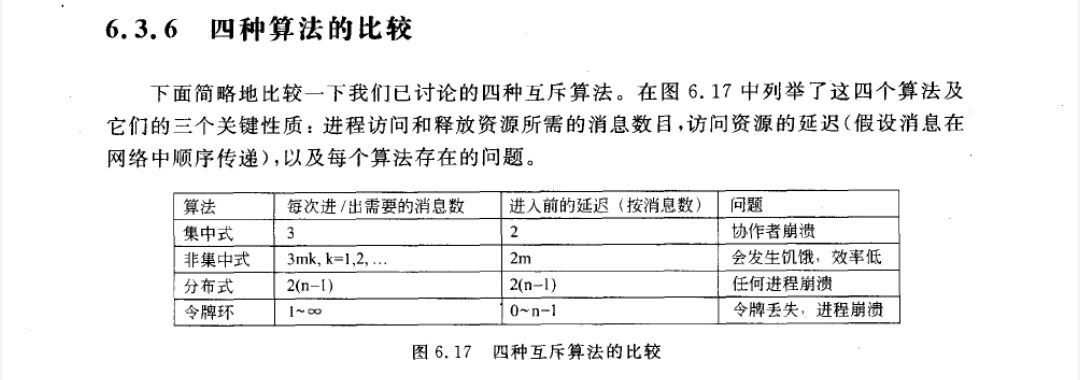 6.3.6 四种算法的比较
下面简略地比较一下我们已讨论的四种互斥算法。在图 6.17 中列举了这四个算法及
它们的三个关键性质：进程访问和释放资源所需的消息数目,访问资源的延迟(假设消息在
网络中顺序传递),以及每个算法存在的问题。
算法 每次进/出需要的消息数 进入前的延迟（按消息数） 问题
集中式 3 2 协作者崩溃
非集中式 3mk, k=1,2, … 2m 会发生饥饿，效率低
分布式 2(n−1) 2(n−1) 任何进程崩溃
令牌环 1~∞ 0~n−1 令牌丢失，进程崩溃
图 6.17 四种互斥算法的比较